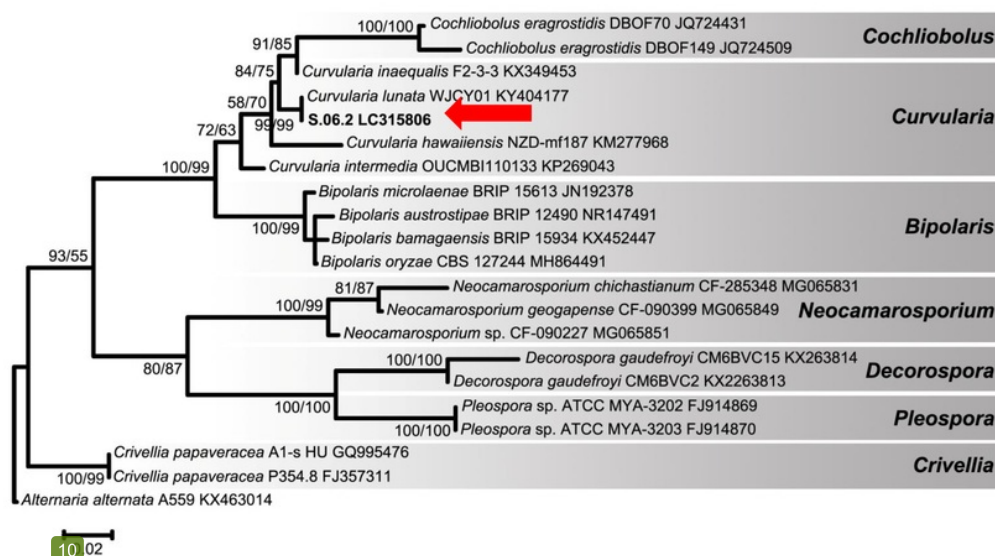 100/100
Cochliobolus eragrostidis DBOF70 JQ724431
91/85
Cochliobolus eragrostidis DBOF149 JQ724509
Cochliobolus
84/75
Curvularia inaequalis F2-3-3 KX349453
58/70
Curvularia lunata WJCY01 KY404177
Curvularia
99/99
S.06.2 LC315806
72/63
Curvularia hawaiiensis NZD-mf187 KM277968
100/99
Curvularia intermedia OUCMBI110133 KP269043
Bipolaris microlaenae BRIP 15613 JN192378
Bipolaris austrostipae BRIP 12490 NR147491
Bipolaris
100/99
Bipolaris bamagaensis BRIP 15934 KX452447
93/55
Bipolaris oryzae CBS 127244 MH864491
81/87
Neocamarosporium chichastianum CF-285348 MG065831
100/99
Neocamarosporium geogapense CF-090399 MG065849
Neocamarosporium
Neocamarosporium sp. CF-090227 MG065851
100/100
Decorospora gaudefroyi CM6BVC15 KX263814
80/87
Decorospora
Decorospora gaudefroyi CM6BVC2 KX2263813
100/100
Pleospora sp. ATCC MYA-3202 FJ914869
Pleospora
100/100
Pleospora sp. ATCC MYA-3203 FJ914870
Crivellia papaveracea A1-s HU GQ995476
Crivellia
100/99
Crivellia papaveracea P354.8 FJ357311
Alternaria alternata A559 KX463014
10
02